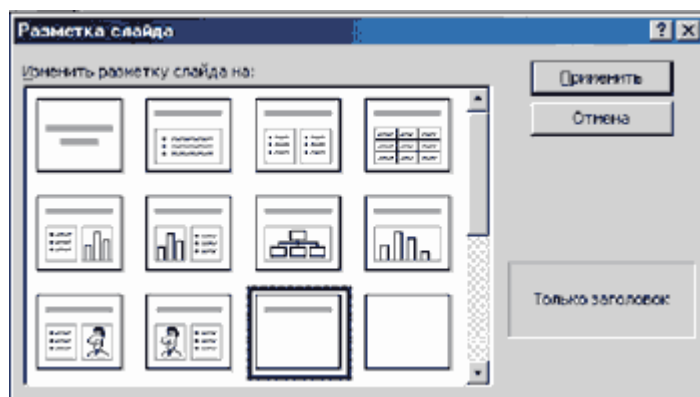 Разметка слайда
Изменить разметку слайда на:
Применить
Отмена
Только заголовок